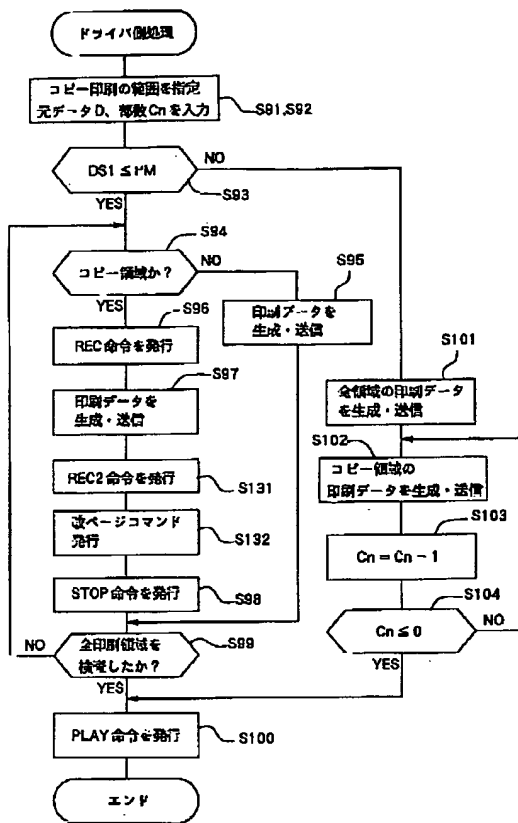 ドライバ側処理
コピー印刷の範囲を指定
元データD、部数Cnを入力
S91,S92
DS1≦PM
NO
S93
YES
S94
コピー領域か?
NO
S95
YES
S96
印刷データを
生成・送信
REC命令を発行
S97
S101
印刷データを
生成・送信
全領域の印刷データ
を生成・送信
S102
REC2命令を発行
S131
コピー領域の
印刷データを生成・送信
改ページコマンド
発行
S132
S103
Cn=Cn-1
STOP命令を発行
S98
S104
NO
全印刷領域を
検索したか?
S99
Cn≦0
NO
YES
YES
PLAY命令を発行
S100
エンド